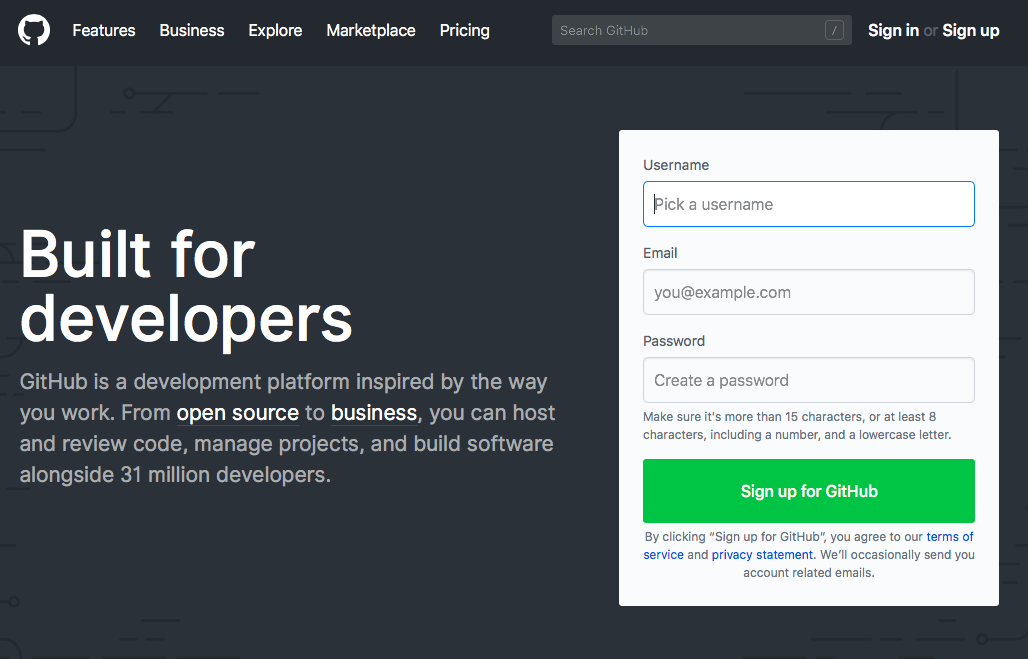 Features Business Explore Marketplace Pricing Search GitHub / Sign in or Sign up
Built for
developers
GitHub is a development platform inspired by the way
you work. From open source to business, you can host
and review code, manage projects, and build software
alongside 31 million developers.
Username
Pick a username
Email
you@example.com
Password
Create a password
Make sure it's more than 15 characters, or at least 8
characters, including a number, and a lowercase letter.
Sign up for GitHub
By clicking “Sign up for GitHub”, you agree to our terms of
service and privacy statement. We’ll occasionally send you
account related emails.